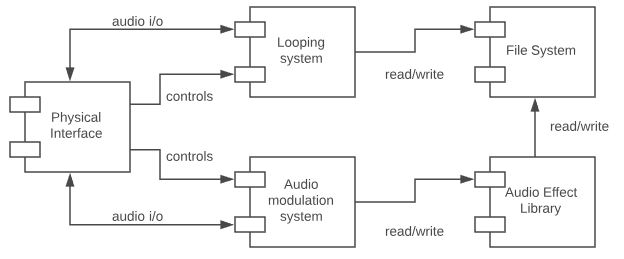 audio i/o
Looping
system
File System
read/write
controls
Physical
Interface
read/write
controls
Audio
modulation
system
Audio Effect
Library
audio i/o
read/write